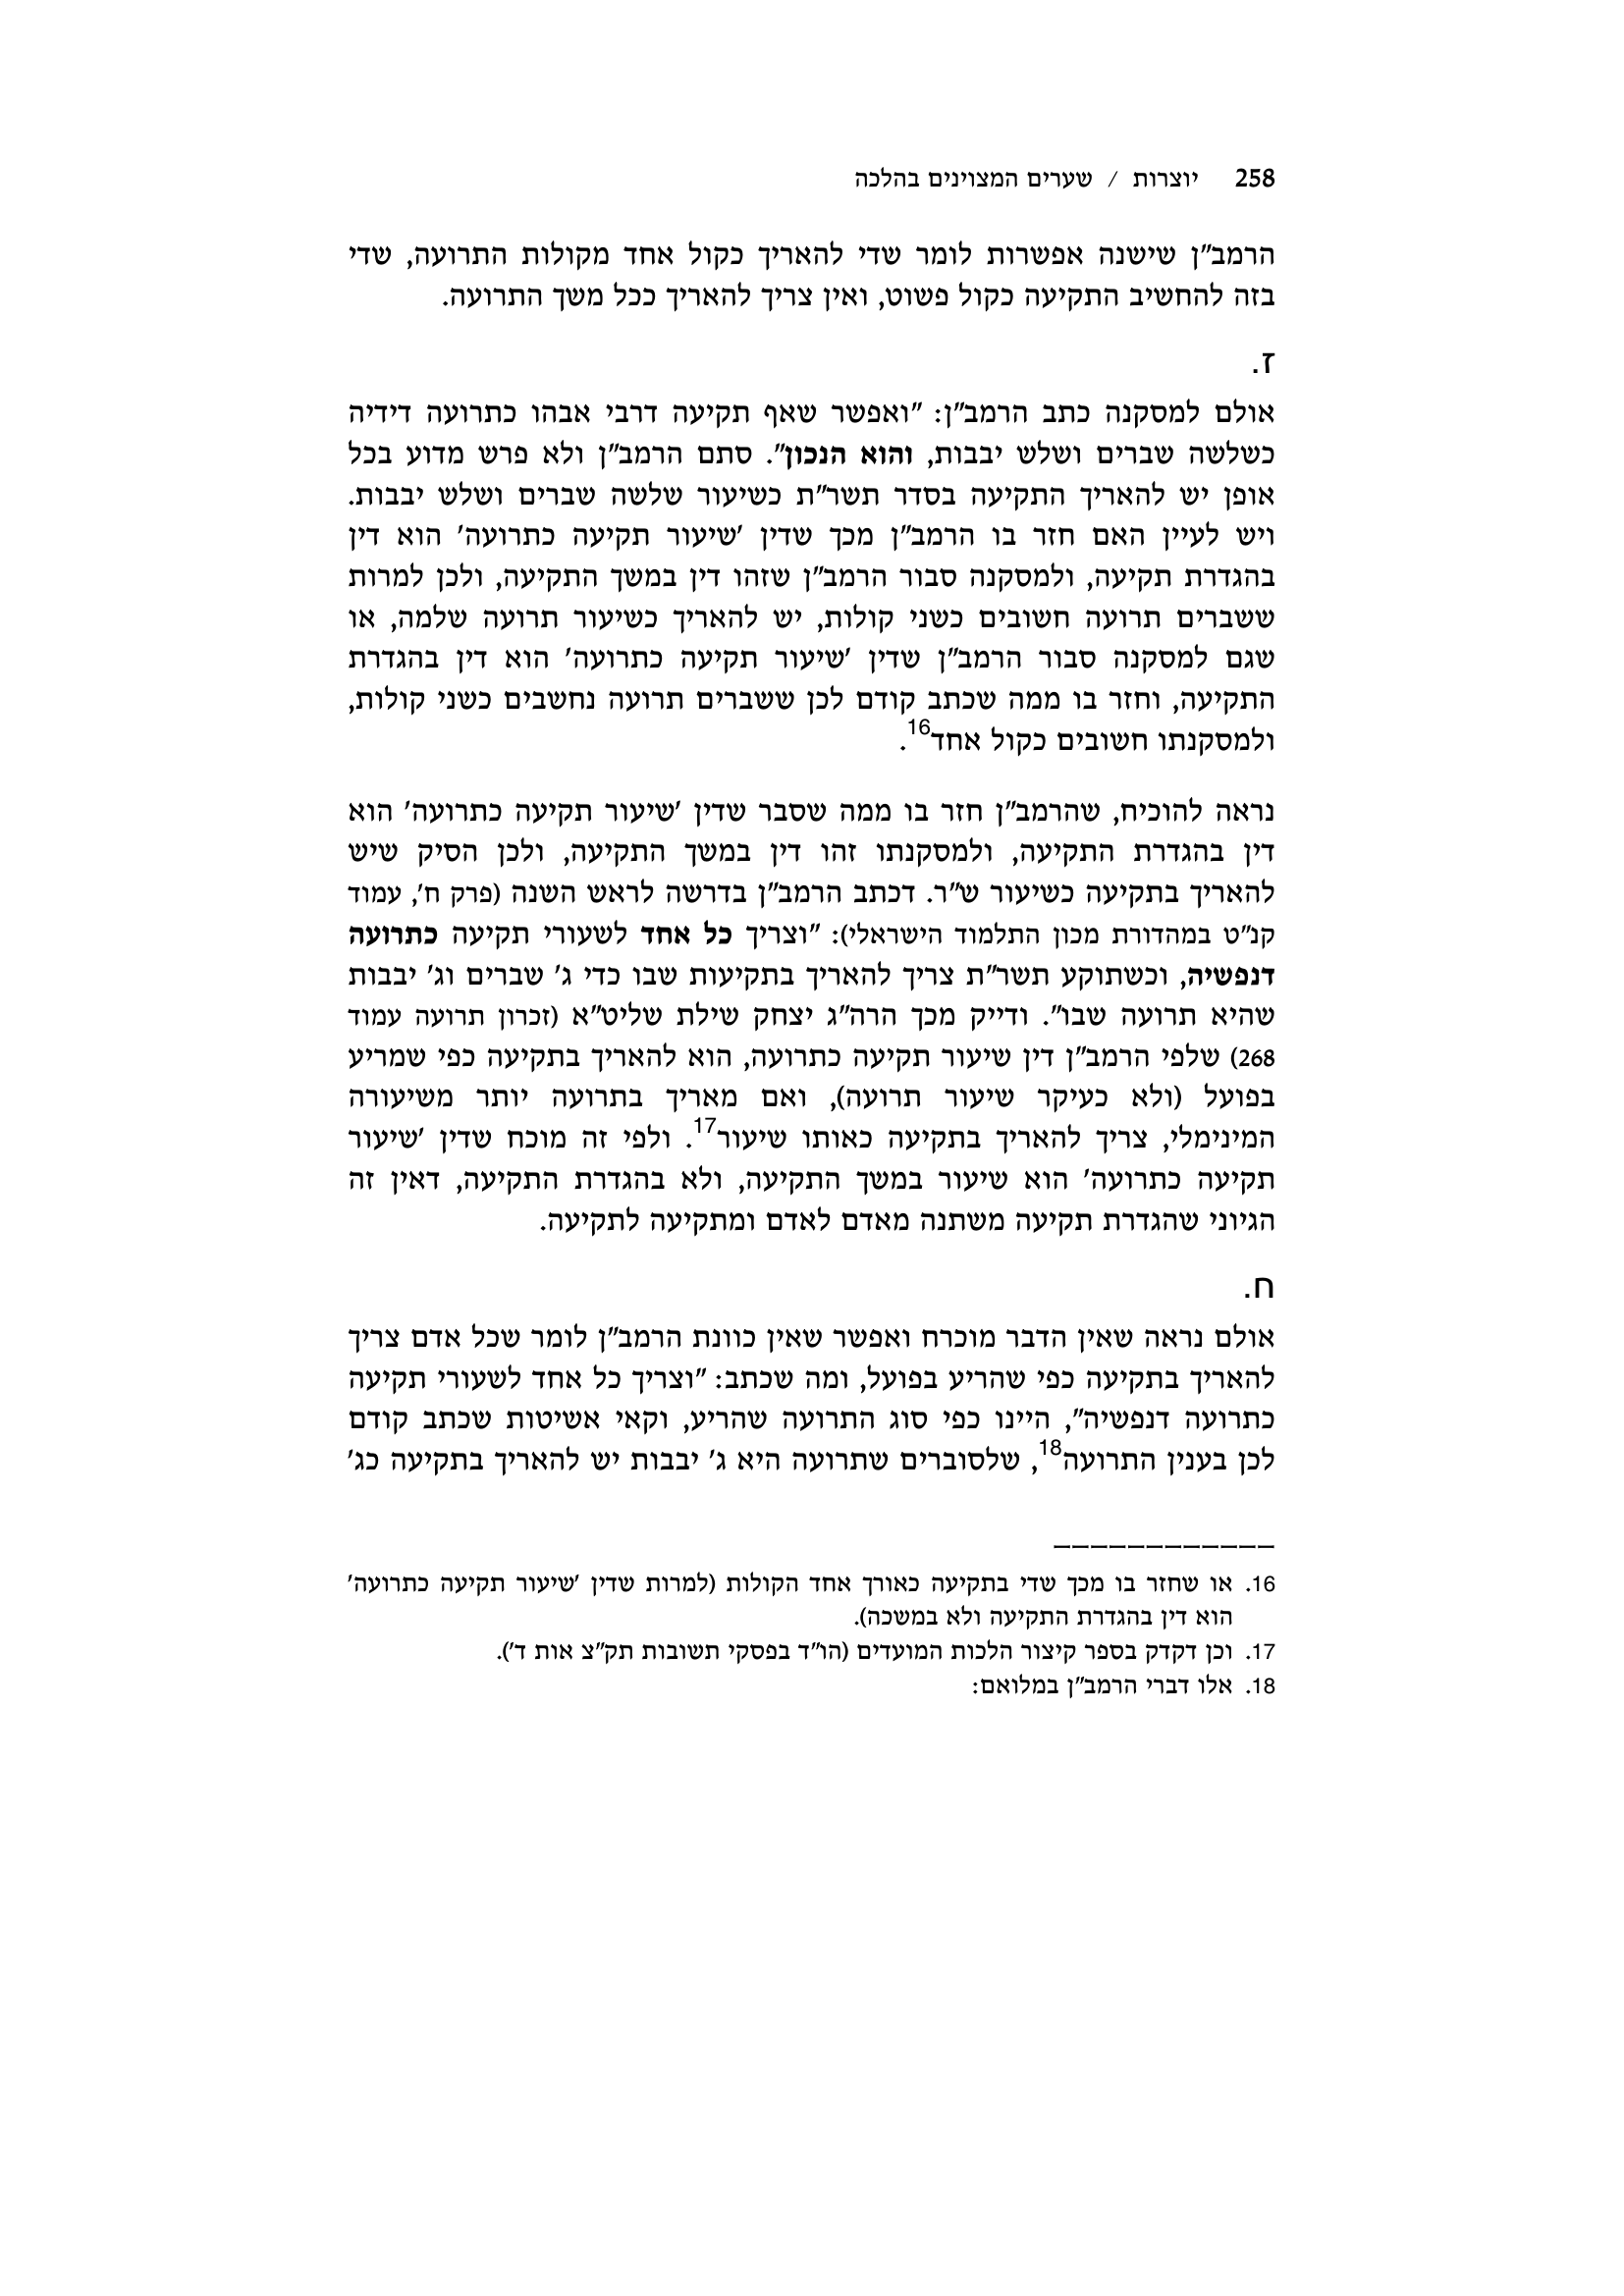 258 יוצרות / שערים המצוינים בהלכה
הרמב"ן שישנה אפשרות לומר שדי להאריך כקול אחד מקולות התרועה, שדי
בזה להחשיב התקיעה כקול פשוט, ואין צריך להאריך ככל משך התרועה.
ז.
אולם למסקנה כתב הרמב"ן: "ואפשר שאף תקיעה דרבי אבהו כתרועה דידיה
כשלשה שברים ושלש יבבות, והוא הנכון". סתם הרמב"ן ולא פרש מדוע בכל
אופן יש להאריך התקיעה בסדר תשר"ת כשיעור שלשה שברים ושלש יבבות.
ויש לעיין האם חזר בו הרמב"ן מכך שדין 'שיעור תקיעה כתרועה' הוא דין
בהגדרת תקיעה, ולמסקנה סבור הרמב"ן שזהו דין במשך התקיעה, ולכן למרות
ששברים תרועה חשובים כשני קולות, יש להאריך כשיעור תרועה שלמה, או
שגם למסקנה סבור הרמב"ן שדין 'שיעור תקיעה כתרועה' הוא דין בהגדרת
התקיעה, וחזר בו ממה שכתב קודם לכן ששברים תרועה נחשבים כשני קולות,
ולמסקנתו חשובים כקול אחד16.
נראה להוכיח, שהרמב"ן חזר בו ממה שסבר שדין 'שיעור תקיעה כתרועה' הוא
דין בהגדרת התקיעה, ולמסקנתו זהו דין במשך התקיעה, ולכן הסיק שיש
להאריך בתקיעה כשיעור ש"ר. דכתב הרמב"ן בדרשה לראש השנה (פרק ח', עמוד
קנ"ט במהדורת מכון התלמוד הישראלי): "וצריך כל אחד לשעורי תקיעה כתרועה
דנפשיה, וכשתוקע תשר"ת צריך להאריך בתקיעות שבו כדי ג' שברים וג' יבבות
שהיא תרועה שבו". ודייק מכך הרה"ג יצחק שילת שליט"א (זכרון תרועה עמוד
268) שלפי הרמב"ן דין שיעור תקיעה כתרועה, הוא להאריך בתקיעה כפי שמריע
בפועל (ולא כעיקר שיעור תרועה), ואם מאריך בתרועה יותר משיעורה
המינימלי, צריך להאריך בתקיעה כאותו שיעור17. ולפי זה מוכח שדין 'שיעור
תקיעה כתרועה' הוא שיעור במשך התקיעה, ולא בהגדרת התקיעה, דאין זה
הגיוני שהגדרת תקיעה משתנה מאדם לאדם ומתקיעה לתקיעה.
ח.
אולם נראה שאין הדבר מוכרח ואפשר שאין כוונת הרמב"ן לומר שכל אדם צריך
להאריך בתקיעה כפי שהריע בפועל, ומה שכתב: "וצריך כל אחד לשעורי תקיעה
כתרועה דנפשיה", היינו כפי סוג התרועה שהריע, וקאי אשיטות שכתב קודם
לכן בענין התרועה18, שלסוברים שתרועה היא ג' יבבות יש להאריך בתקיעה כג'
16. או שחזר בו מכך שדי בתקיעה כאורך אחד הקולות (למרות שדין 'שיעור תקיעה כתרועה'
הוא דין בהגדרת התקיעה ולא במשכה).
17. וכן דקדק בספר קיצור הלכות המועדים (הו"ד בפסקי תשובות תק"צ אות ד').
18. אלו דברי הרמב"ן במלואם: